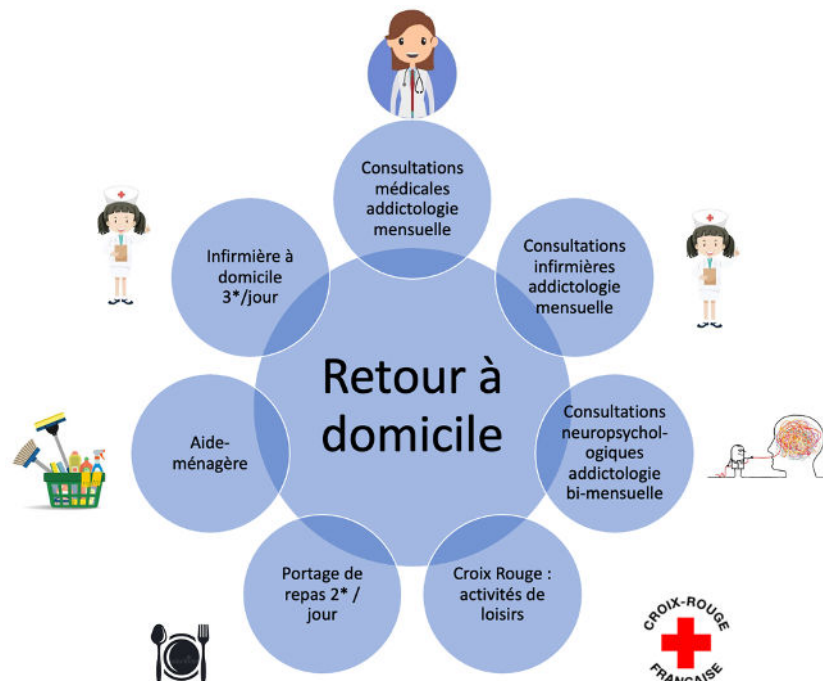 Consultations
médicales
addictologie
mensuelle
Consultations
infirmières
addictologie
mensuelle
Consultations
neuropsychol-
ogiques
addictologie
bi-mensuelle
Croix Rouge :
activités de
loisirs
Portage de
repas 2* /
jour
Aide-
ménagère
Infirmière à
domicile
3*/jour
Retour à
domicile
CROIX-ROUGE
FRANÇAISE